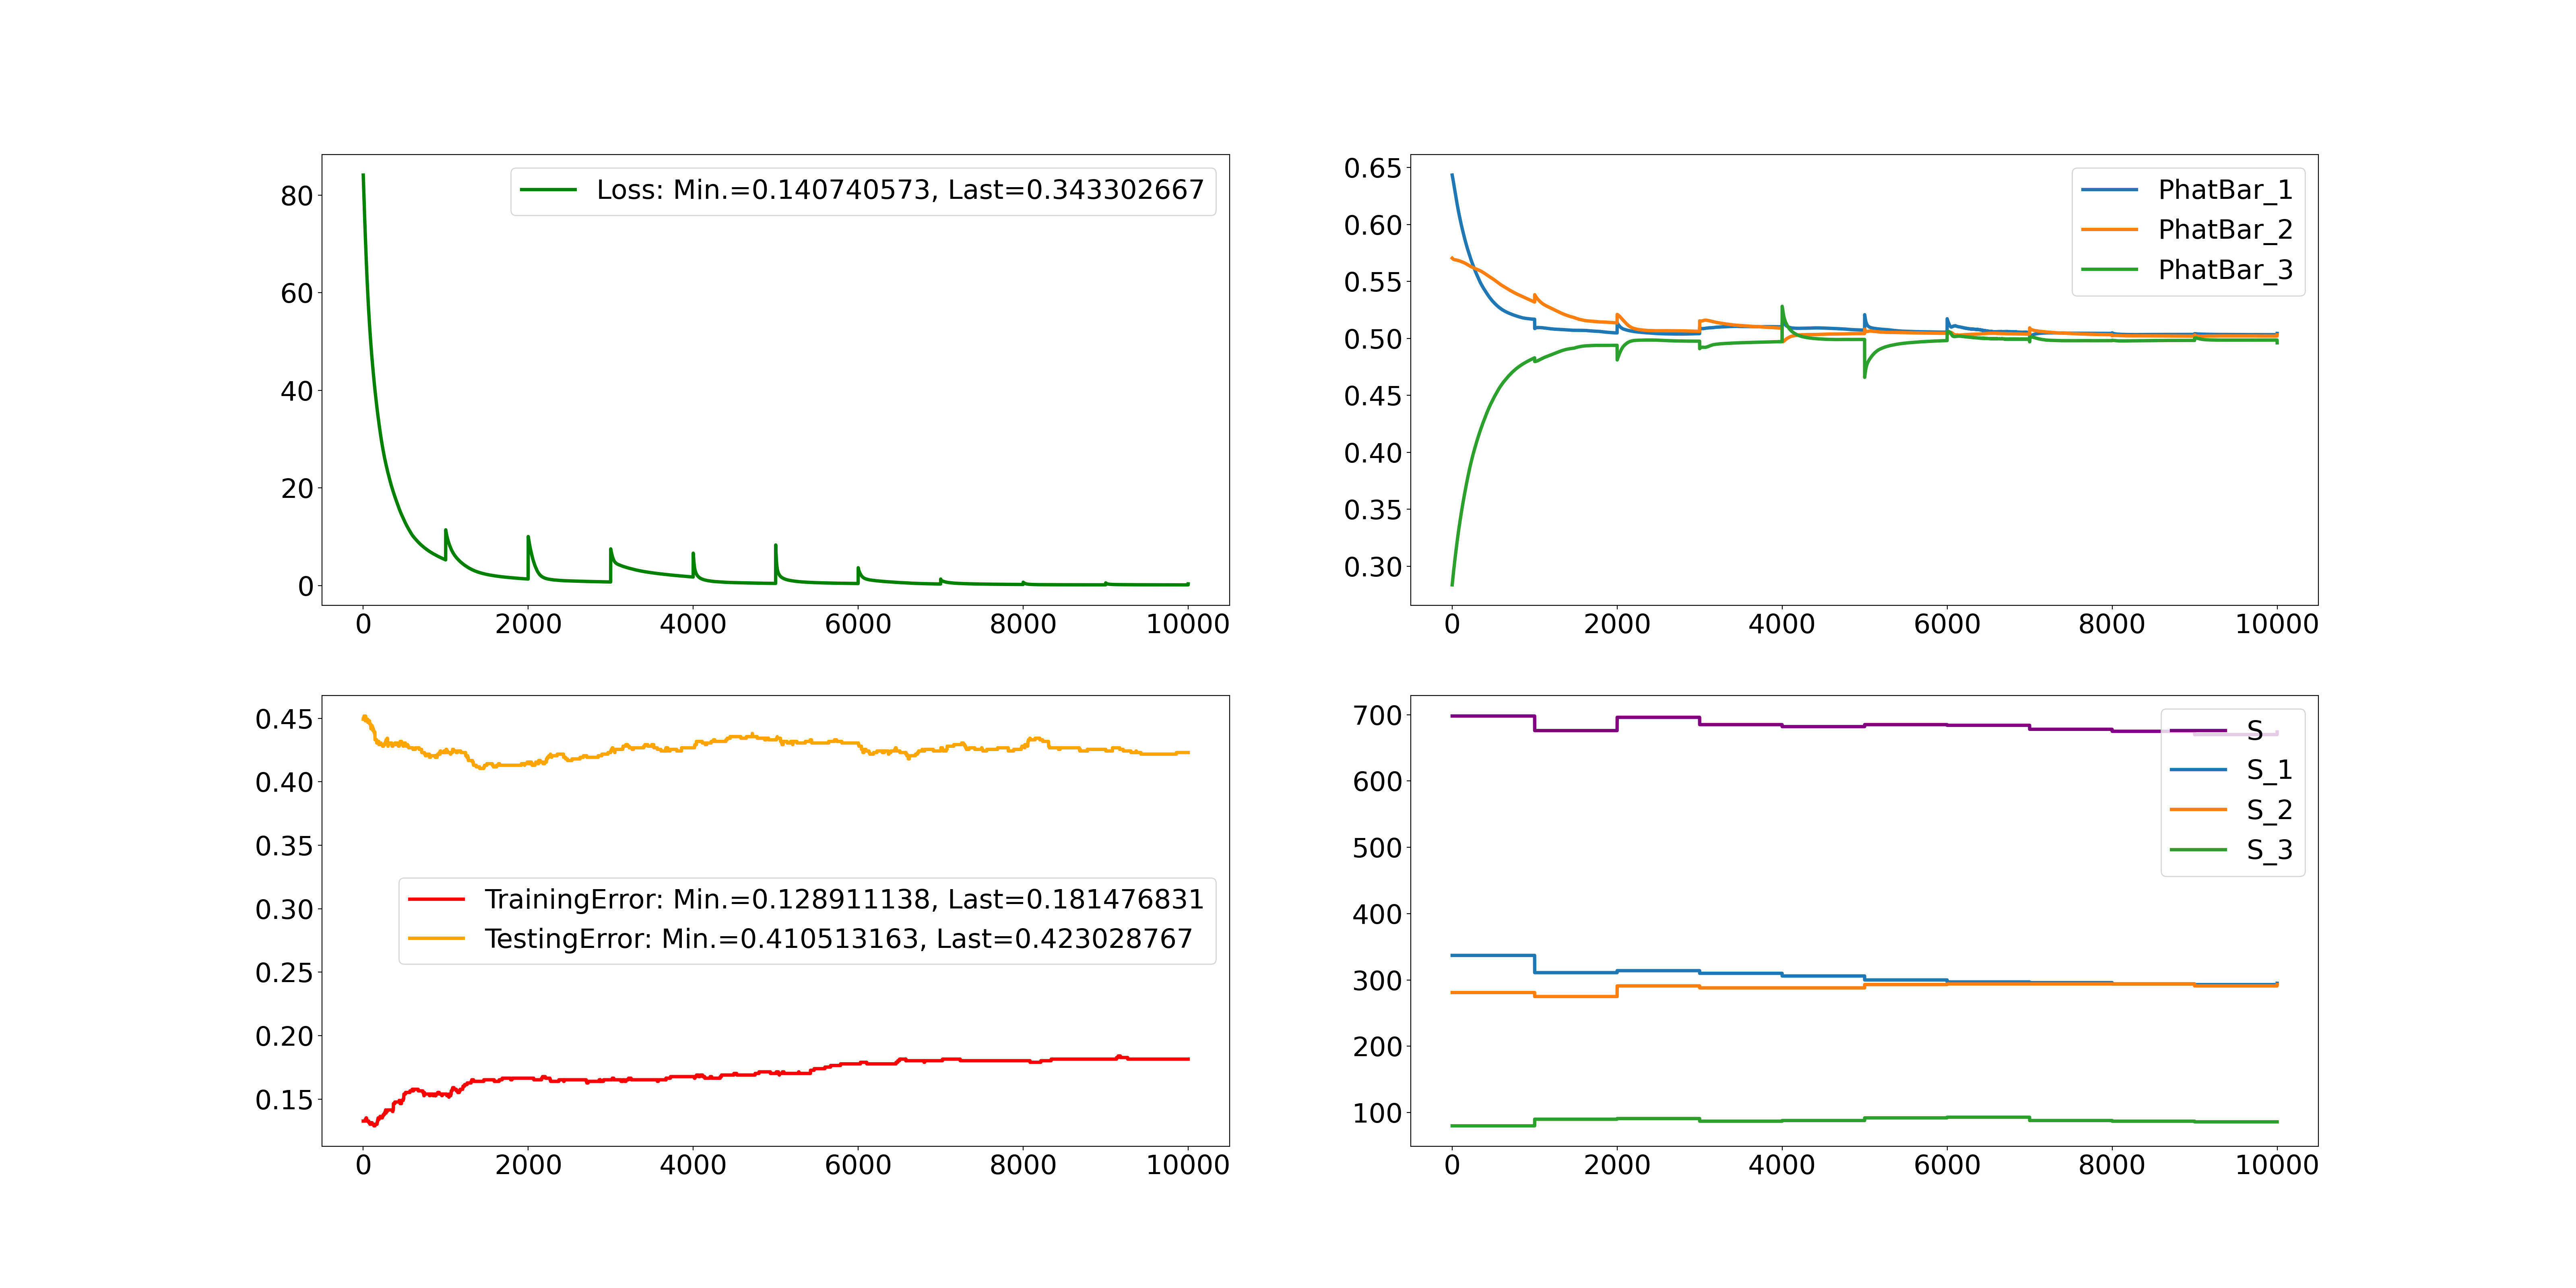 Loss: Min.=0.140740573, Last=0.343302667
80
60
40
20
0
0 2000 4000 6000 8000 10000
PhatBar_1
PhatBar_2
PhatBar_3
0.65
0.60
0.55
0.50
0.45
0.40
0.35
0.30
0 2000 4000 6000 8000 10000
0.45
0.40
0.35
0.30
0.25
0.20
0.15
TrainingError: Min.=0.128911138, Last=0.181476831
TestingError: Min.=0.410513163, Last=0.423028767
0 2000 4000 6000 8000 10000
700
600
500
400
300
200
100
S
S_1
S_2
S_3
0 2000 4000 6000 8000 10000